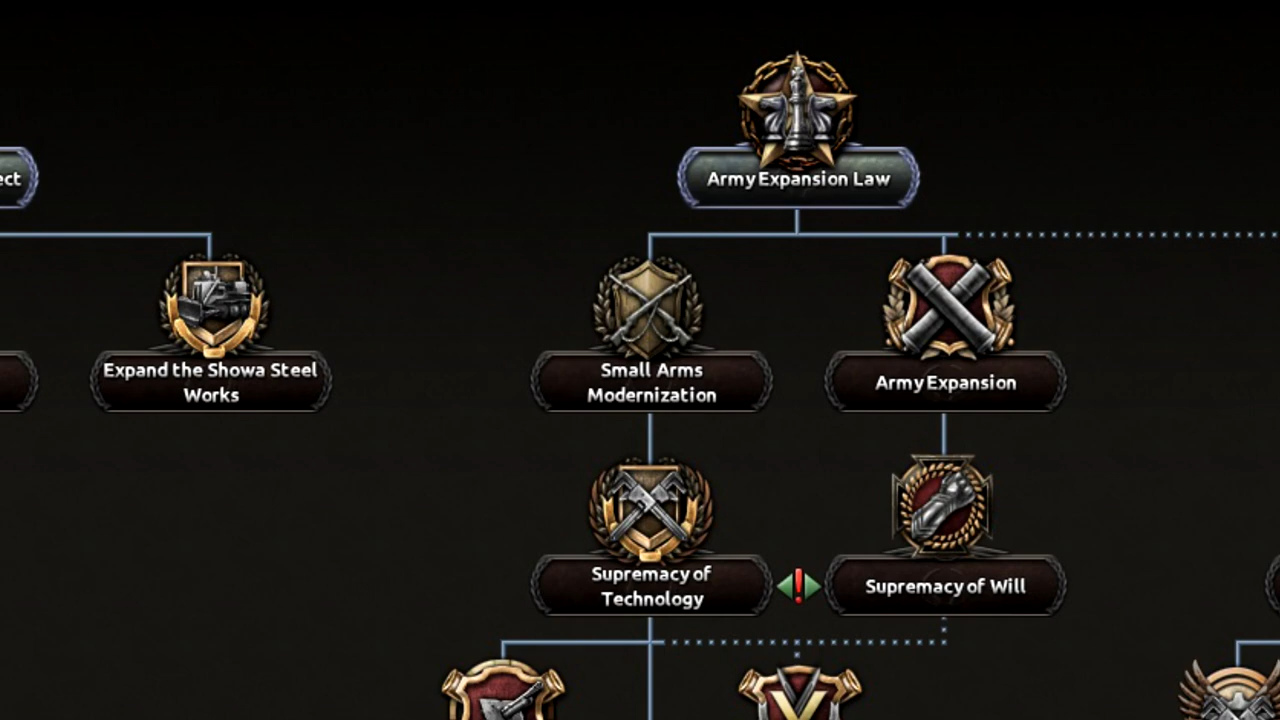 Army Expansion Law
ect
Expand the Showa Steel
Works
Small Arms
Modernization
Army Expansion
Supremacy of
Technology
Supremacy of Will